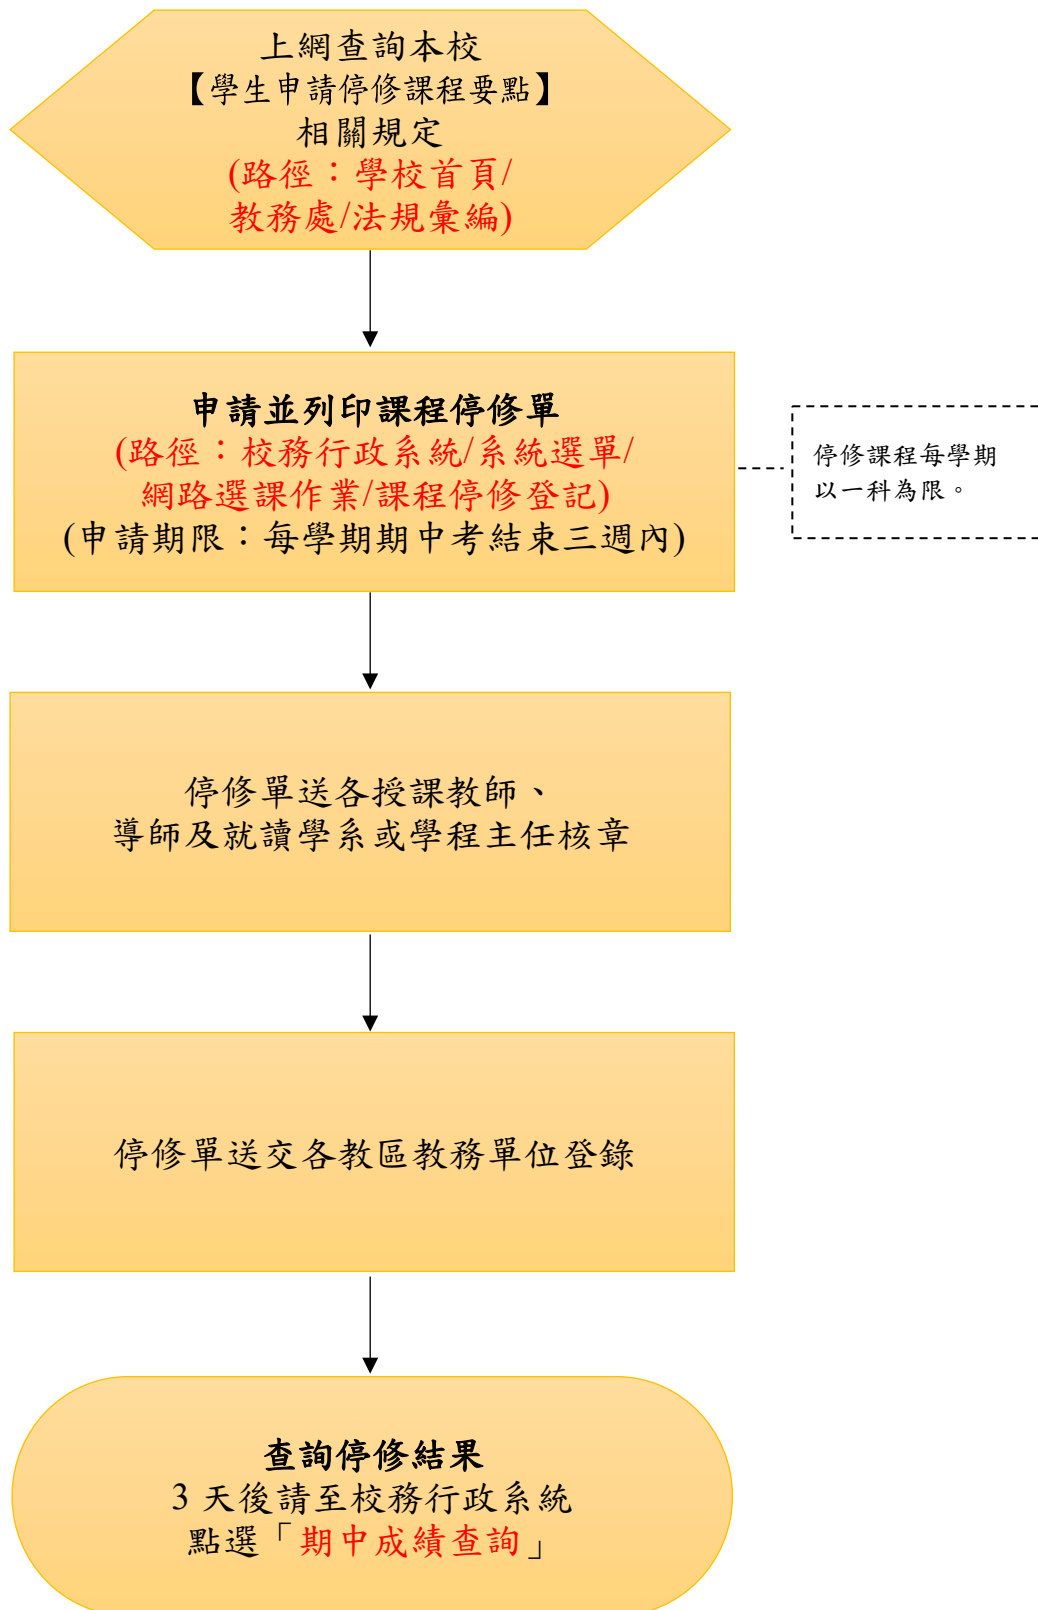 上網查詢本校
【學生申請停修課程要點】
相關規定
(路徑：學校首頁/
教務處/法規彙編)
申請並列印課程停修單
(路徑：校務行政系統/系統選單/
網路選課作業/課程停修登記)
(申請期限：每學期期中考結束三週內)
停修課程每學期
以一科為限。
停修單送各授課教師、
導師及就讀學系或學程主任核章
停修單送交各教區教務單位登錄
查詢停修結果
3 天後請至校務行政系統
點選「期中成績查詢」